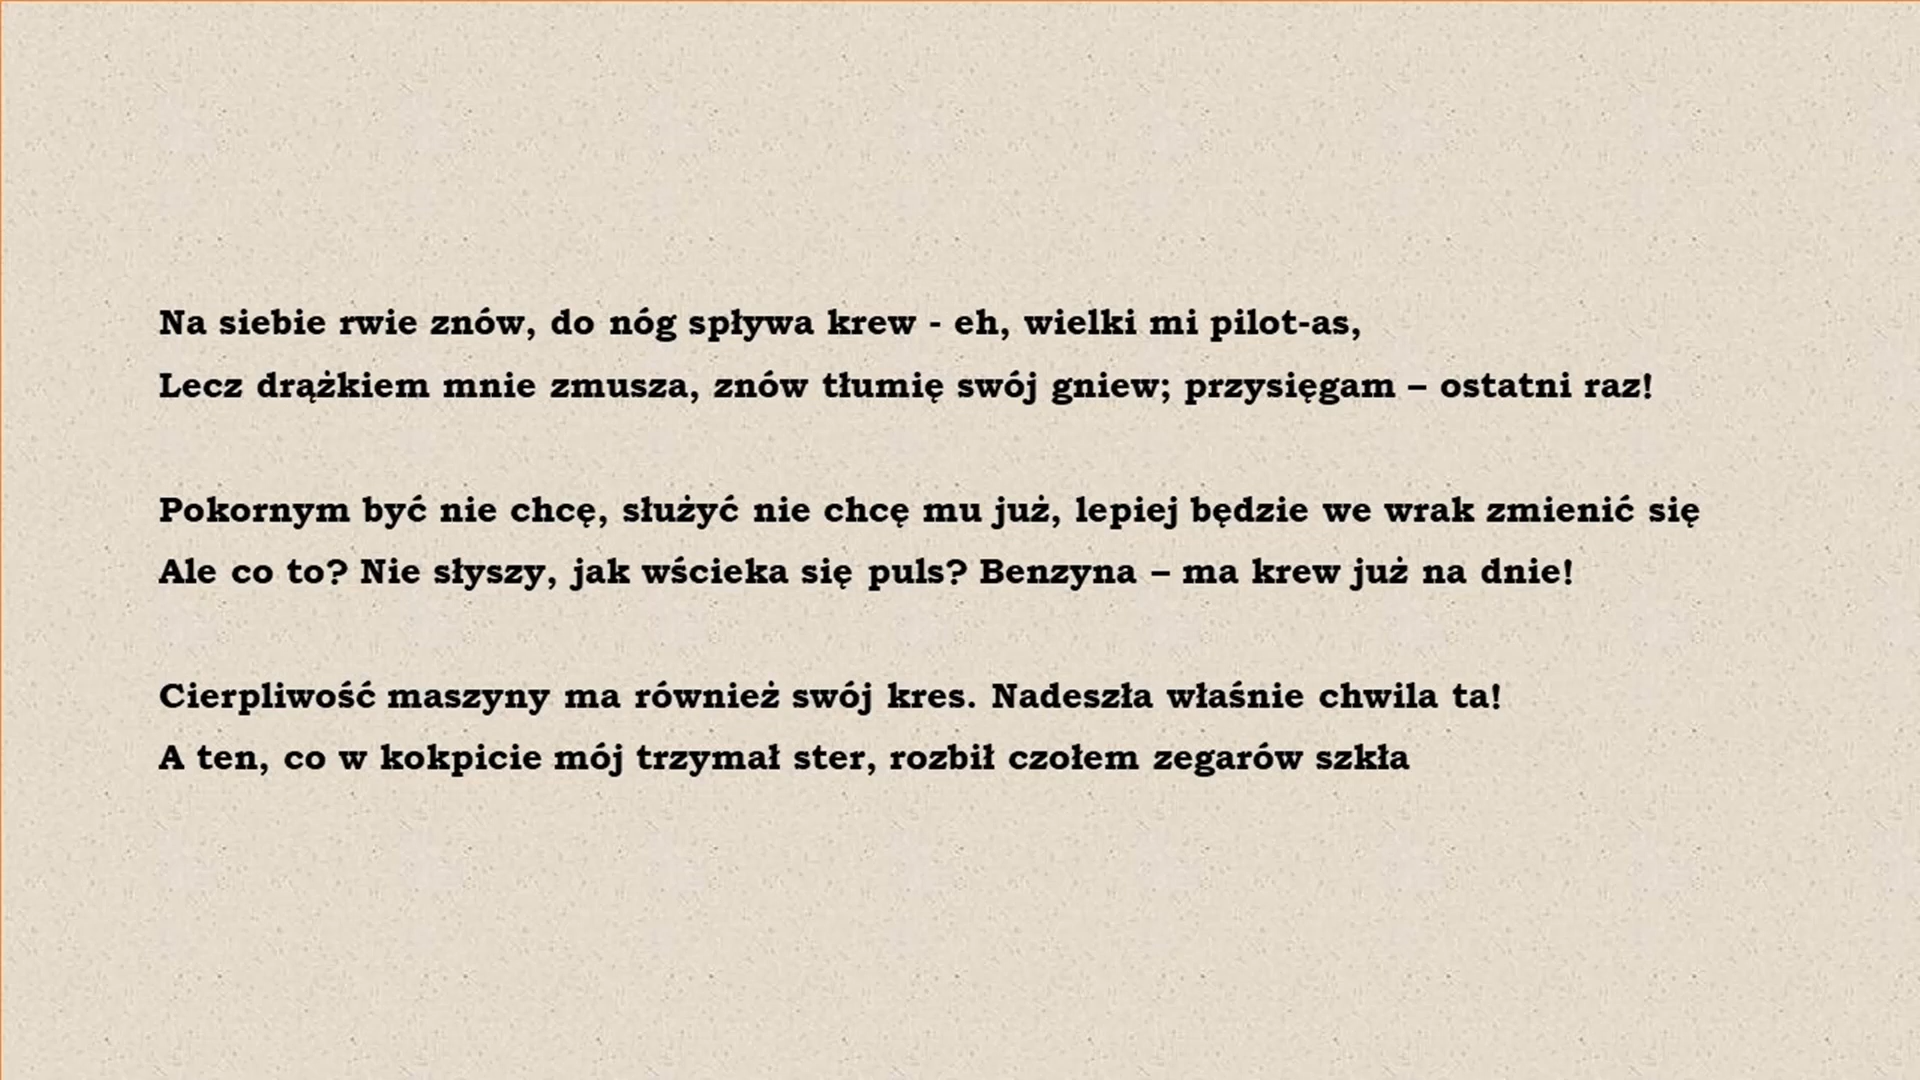 Na siebie rwie znów, do nóg spływa krew - eh, wielki mi pilot-as,
Lecz drążkiem mnie zmusza, znów tłumię swój gniew; przysięgam – ostatni raz!
Pokornym być nie chcę, służyć nie chcę mu już, lepiej będzie we wrak zmienić się
Ale co to? Nie słyszy, jak wścieka się puls? Benzyna – ma krew już na dnie!
Cierpliwość maszyny ma również swój kres. Nadeszła właśnie chwila ta!
A ten, co w kokpicie mój trzymał ster, rozbił czołem zegarów szkła